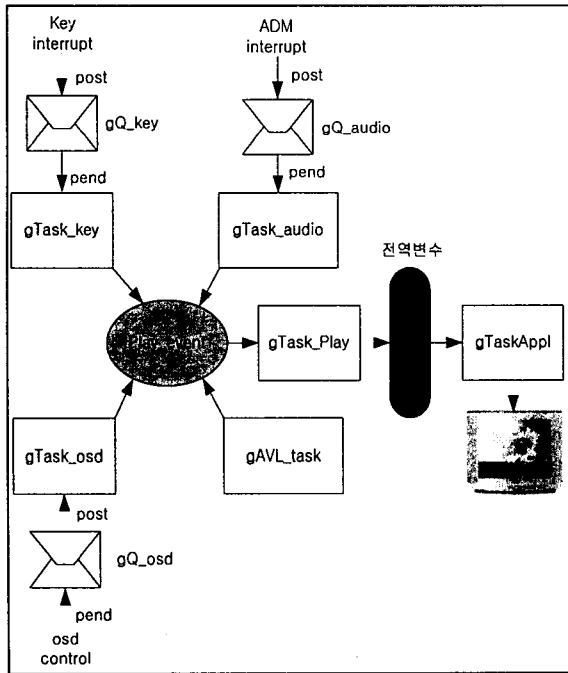 Key
interrupt
ADM
interrupt
post
post
gQ_key
gQ_audio
pend
pend
gTask_key
gTask_audio
전역변수
Play_Event
gTask_Play
gTaskAppl
gTask_osd
gAVL_task
post
gQ_osd
pend
osd
control